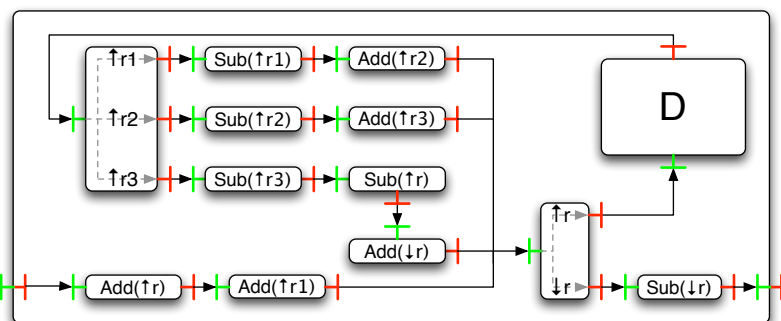 ↑r1 Sub(↑r1) Add(↑r2)
D
↑r2 Sub(↑r2) Add(↑r3)
↑r3 Sub(↑r3) Sub(↑r)
↑r
Add(↓r)
Add(↑r) Add(↑r1)
↓r Sub(↓r)